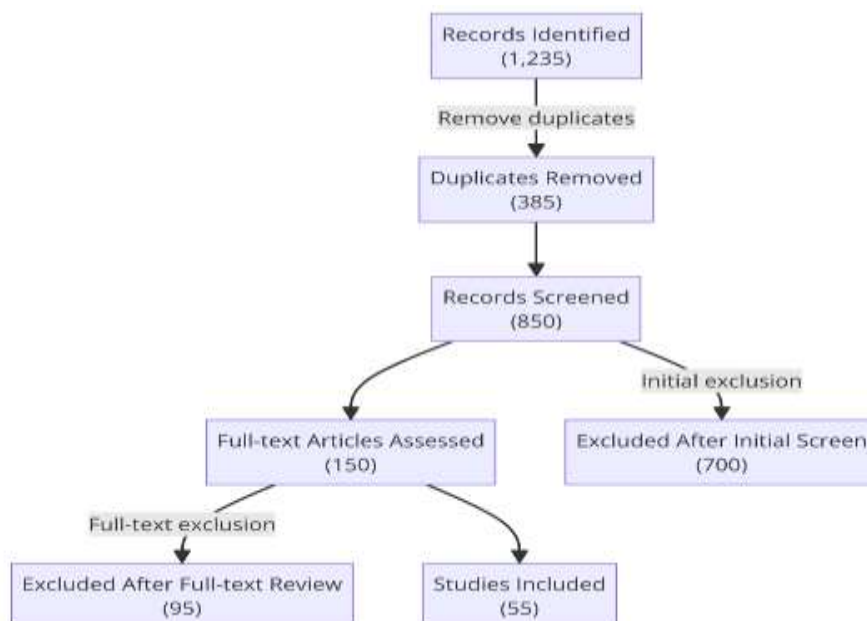 Records Identified
(1,235)
Remove duplicates
Duplicates Removed
(385)
Records Screened
(850)
Initial exclusion
Full-text Articles Assessed
(150)
Excluded After Initial Screen
(700)
Full-text exclusion
Excluded After Full-text Review
(95)
Studies Included
(55)